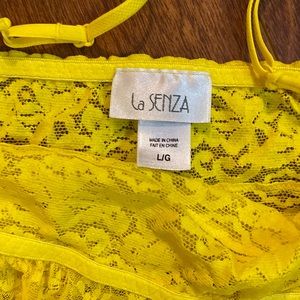 La SENZA
MADE IN CHINA
FAIT EN CHINE
L/G